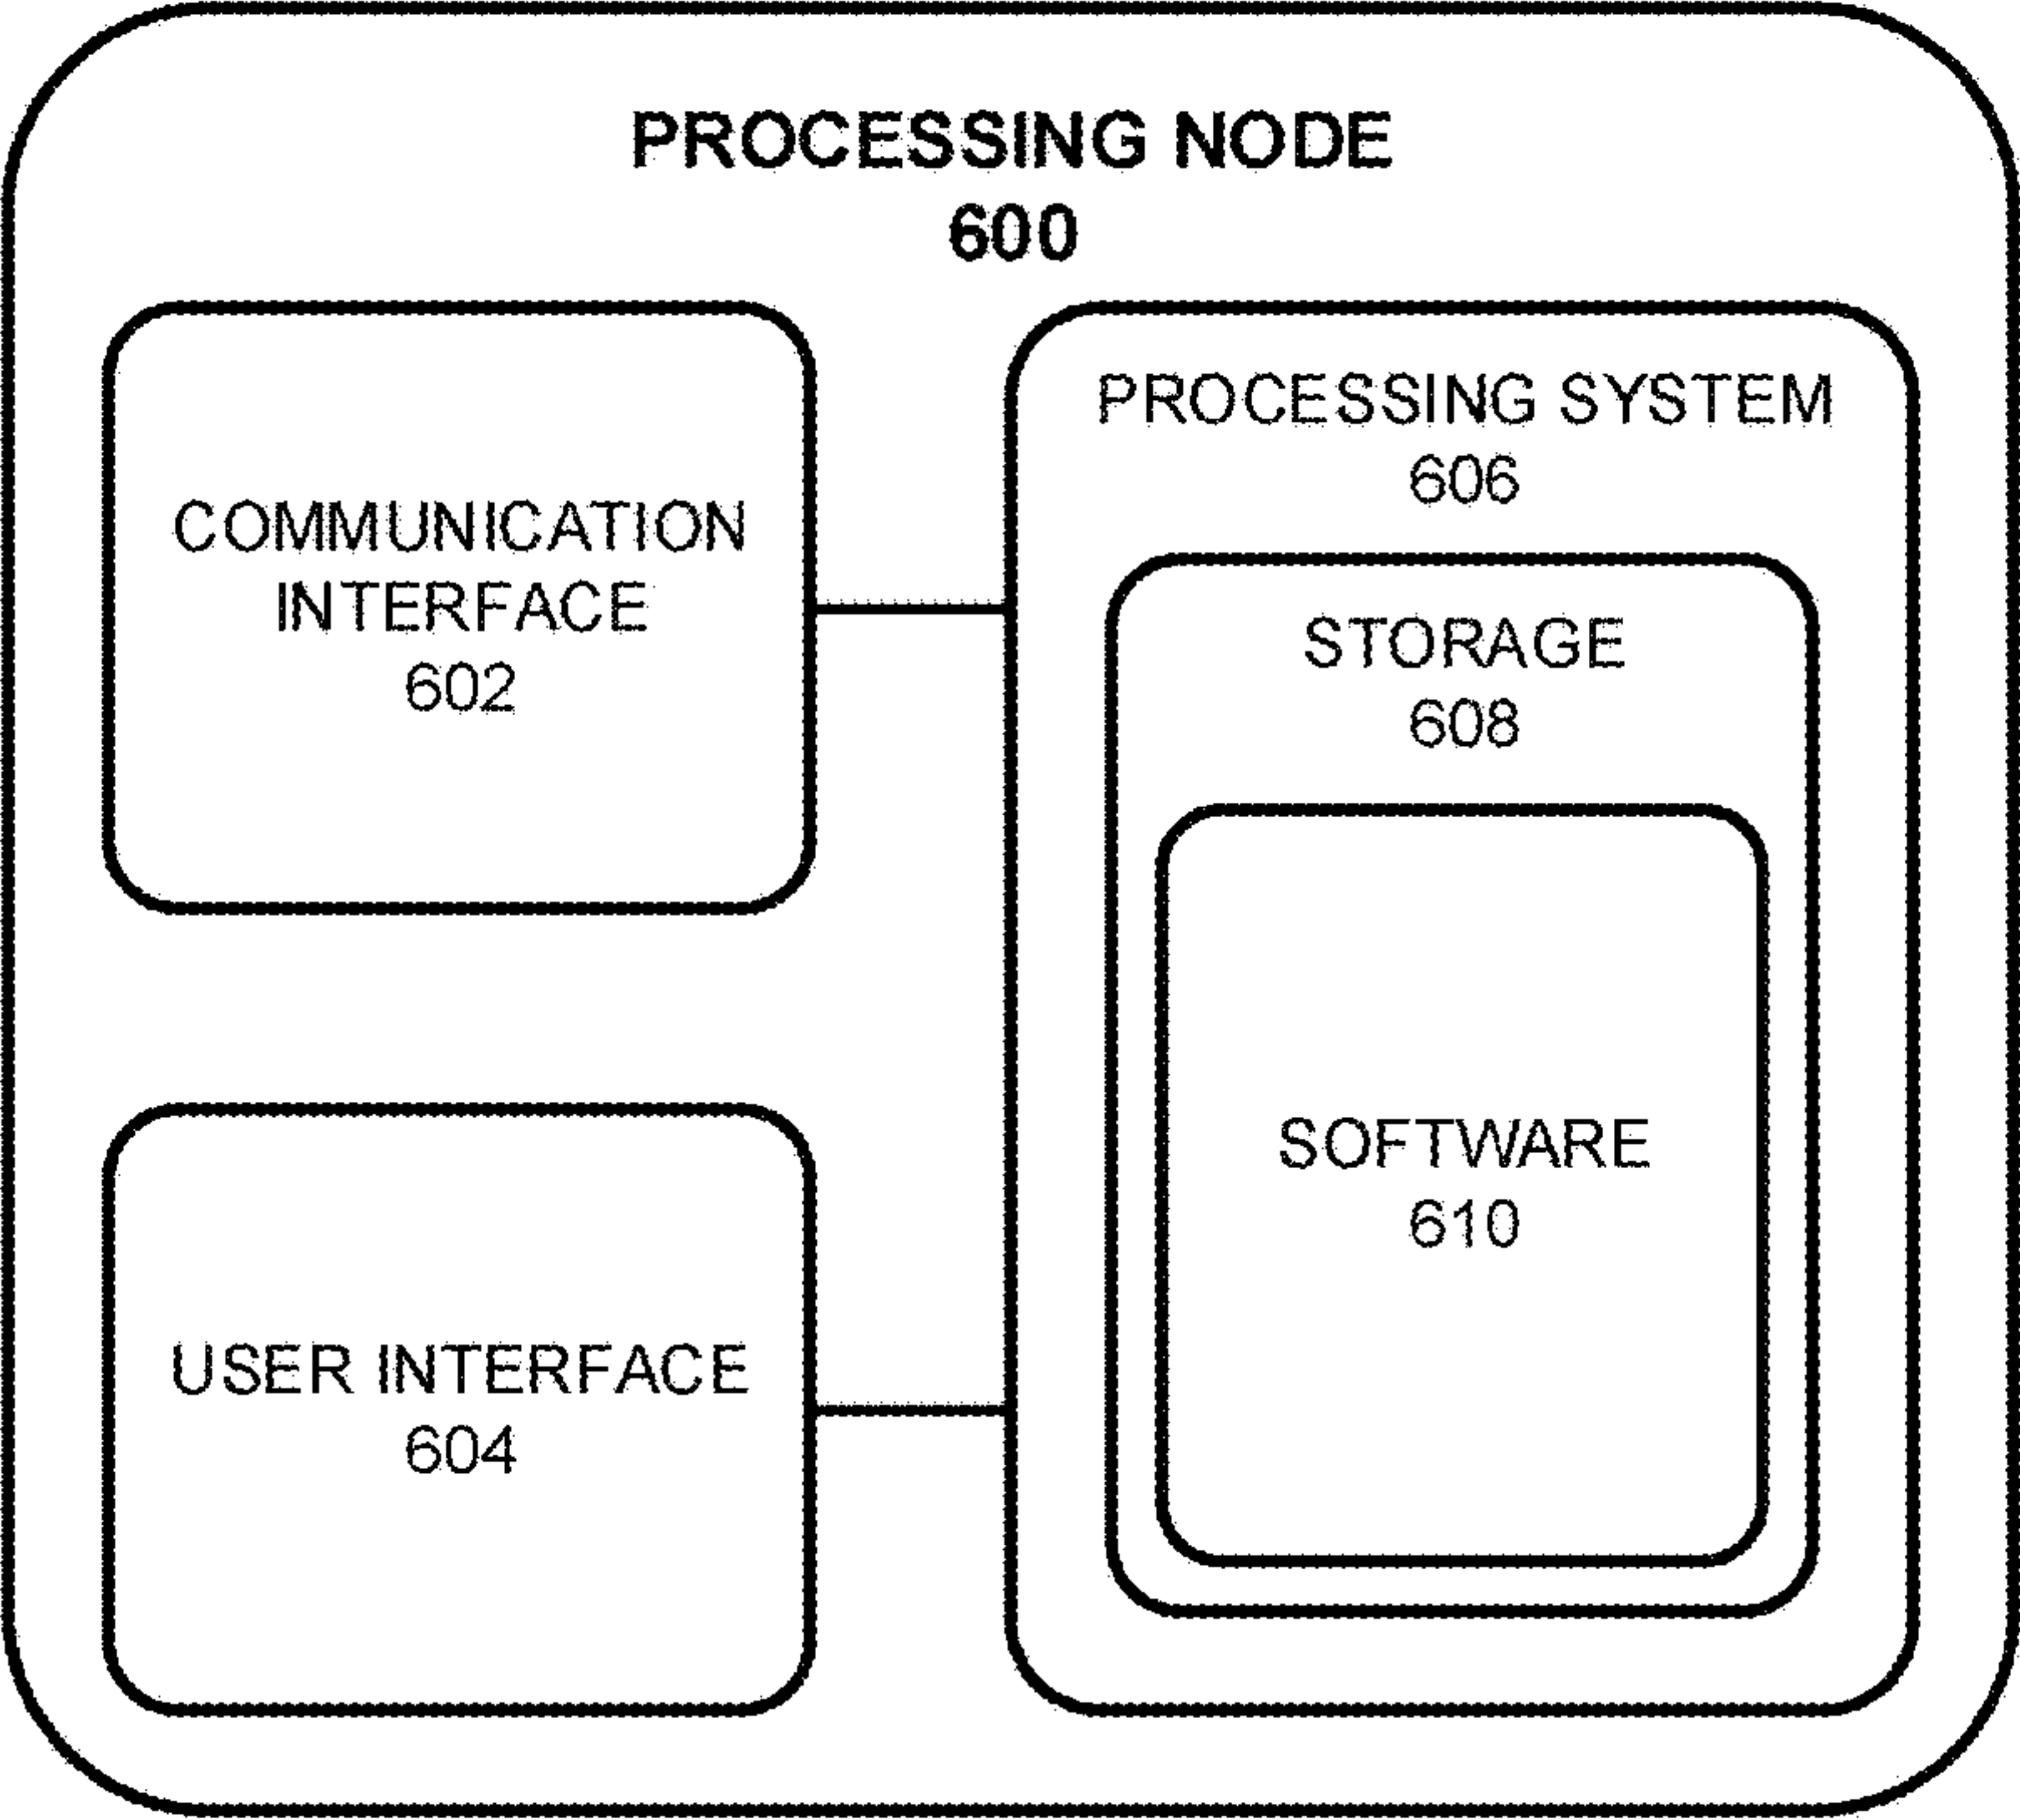 PROCESSING NODE
600
COMMUNICATION
INTERFACE
602
USER INTERFACE
604
PROCESSING SYSTEM
606
STORAGE
608
SOFTWARE
610